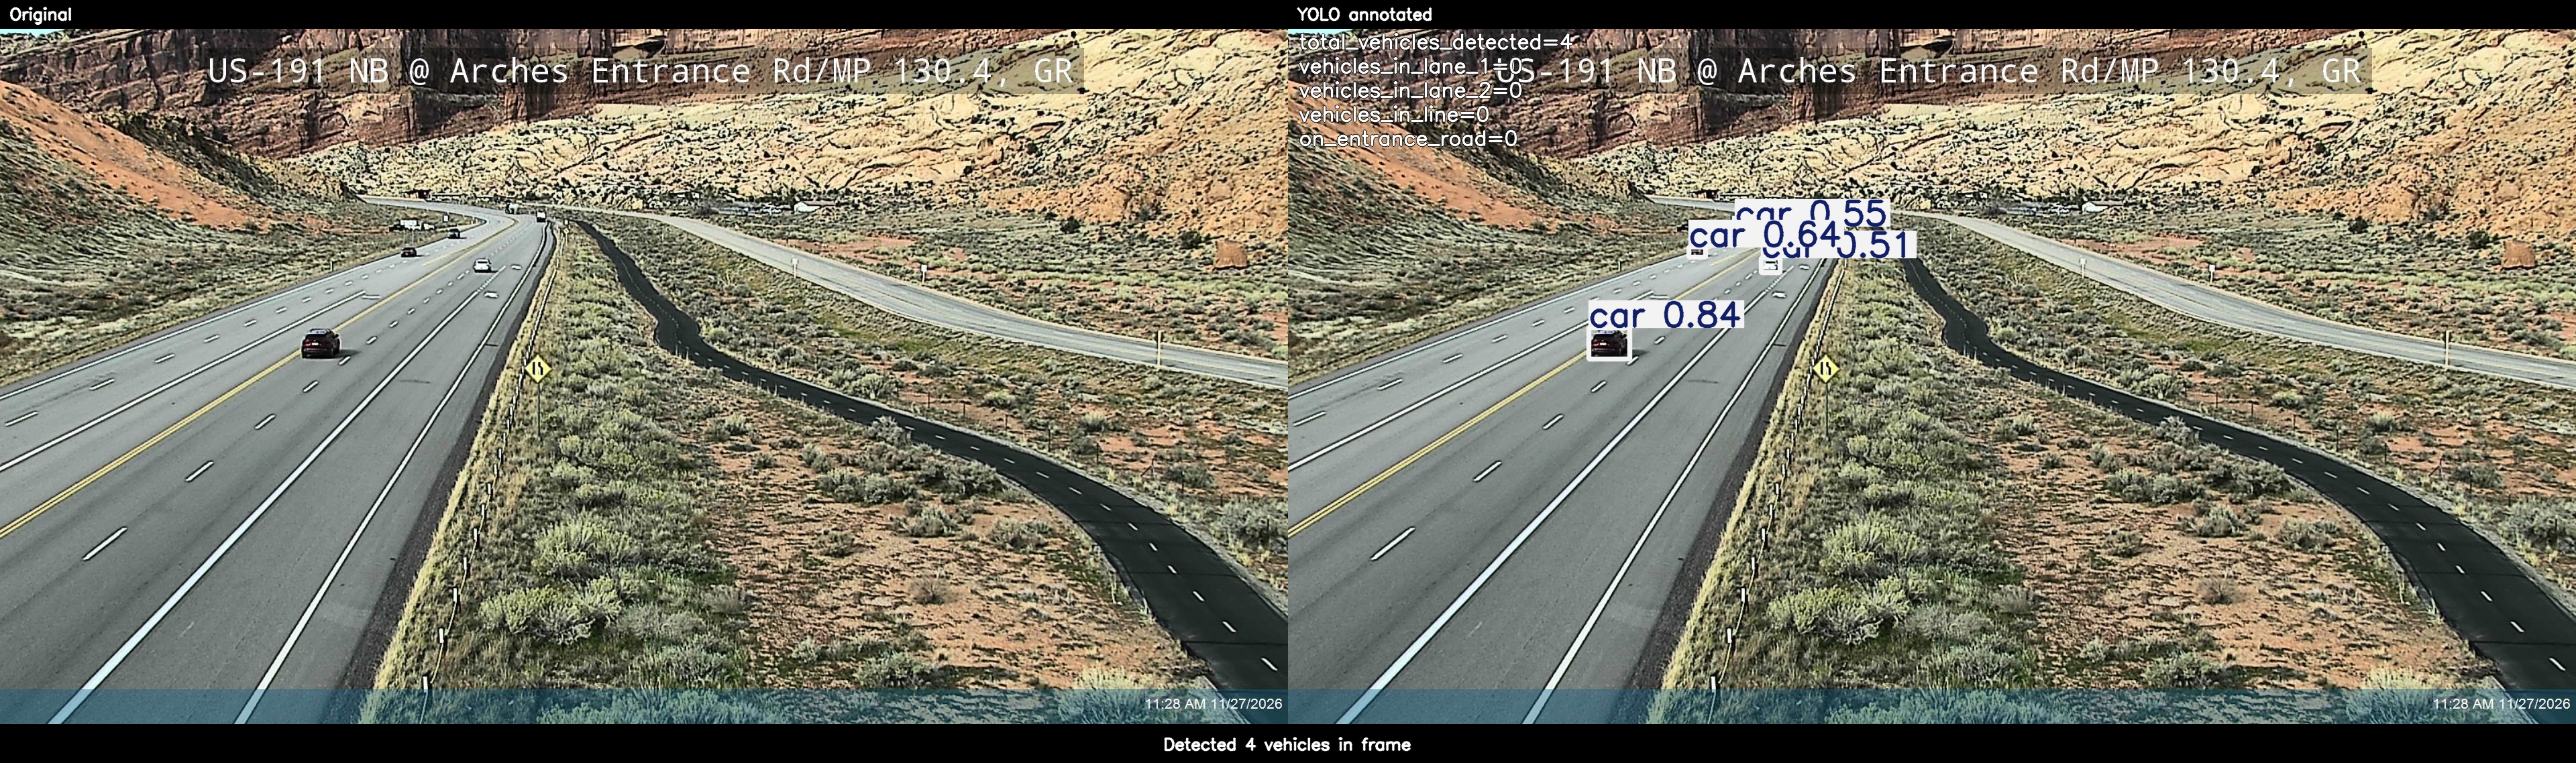 Original
US-191 NB @ Arches Entrance Rd/MP 130.4, GR
11:28 AM 11/27/2026
YOLO annotated
total_vehicles_detected=4
vehicles_in_lane_1=0
US-191 NB @ Arches Entrance Rd/MP 130.4, GR
vehicles_in_lane_2=0
vehicles_in_line=0
on_entrance_road=0
car 0.55
car 0.64
car 0.51
car 0.84
11:28 AM 11/27/2026
Detected 4 vehicles in frame